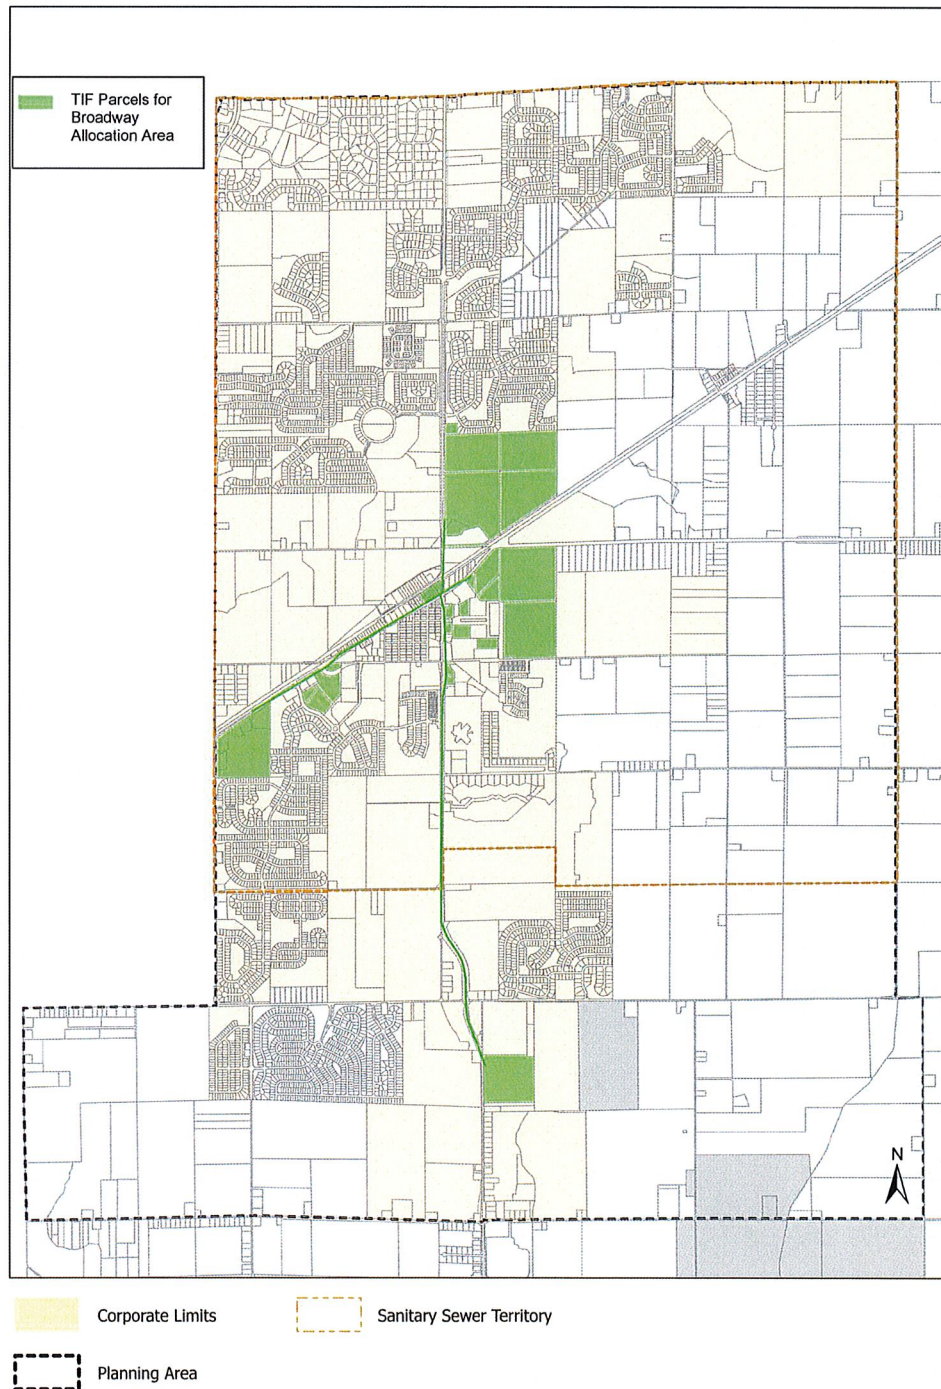 TIF Parcels for
Broadway
Allocation Area
N
Corporate Limits
Sanitary Sewer Territory
Planning Area